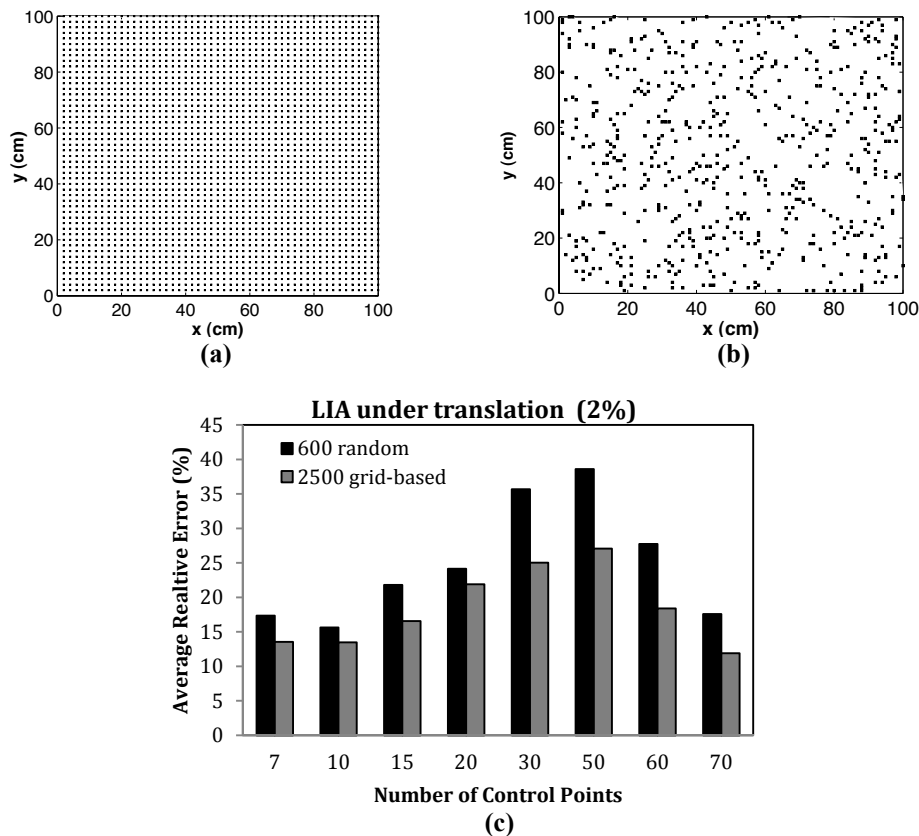 100
80
60
40
20
0
y (cm)
0 20 40 60 80 100
x (cm)
(a)
100
80
60
40
20
0
y (cm)
0 20 40 60 80 100
x (cm)
(b)
LIA under translation (2%)
45
40
35
30
25
20
15
10
5
0
Average Realtive Error (%)
600 random
2500 grid-based
7 10 15 20 30 50 60 70
Number of Control Points
(c)